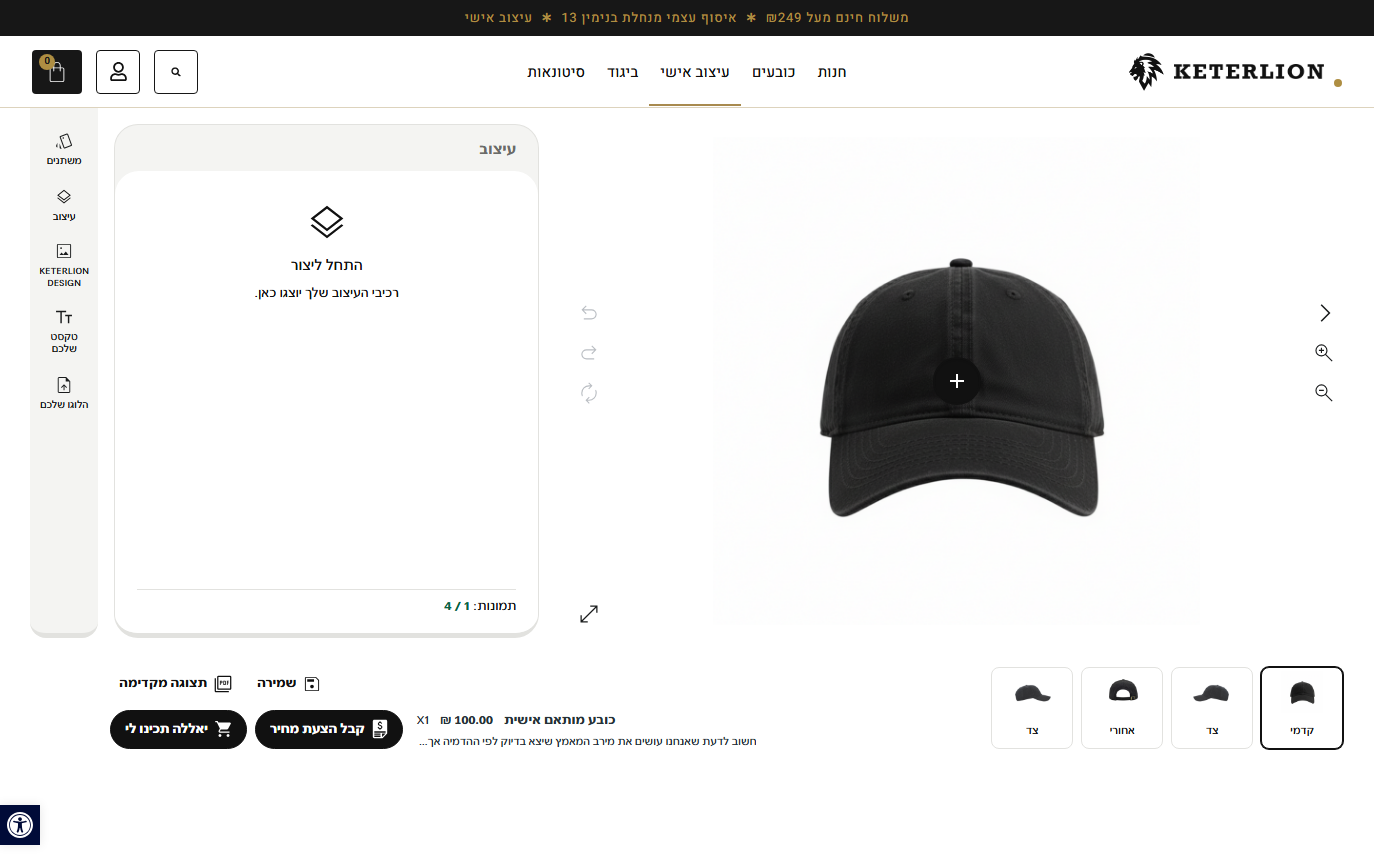 משלוח חינם מעל 249₪ ✱ איסוף עצמי מנחלת בנימין 13 ✱ עיצוב אישי
KETERLION
חנות
כובעים
עיצוב אישי
ביגוד
סיטונאות
0
עיצוב
התחל ליצור
רכיבי העיצוב שלך יוצגו כאן.
תמונות: 1 / 4
משתנים
עיצוב
KETERLION
DESIGN
טקסט
שלכם
הלוגו שלכם
קדמי
צד
אחורי
צד
כובע מותאם אישית 100.00 ₪ X1
חשוב לדעת שאנחנו עושים את מירב המאמץ שיצא בדיוק לפי ההדמיה אך...
שמירה
PDF תצוגה מקדימה
קבל הצעת מחיר
יאללה תכינו לי